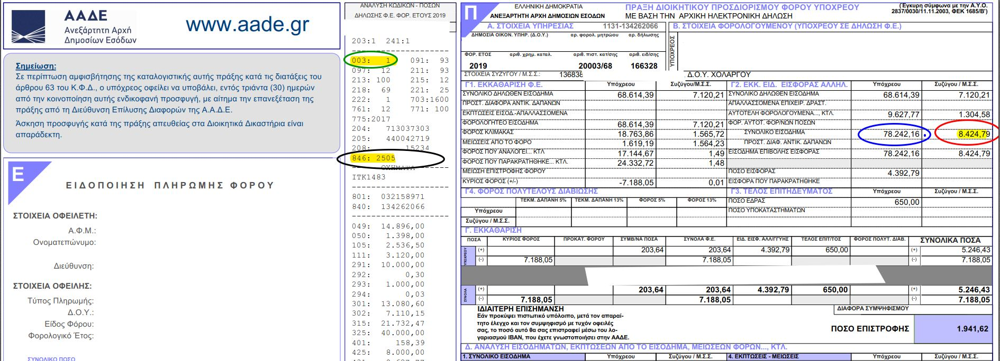 ΑΑΔΕ
Ανεξάρτητη Αρχή
Δημοσίων Εσόδων
www.aade.gr
Σημείωση:
Σε περίπτωση αμφισβήτησης της καταλογιστικής αυτής πράξης κατά τις διατάξεις του
άρθρου 63 του Κ.Φ.Δ., ο υπόχρεος οφείλει να υποβάλει, εντός τριάντα (30) ημερών
από την κοινοποίηση αυτής ενδικοφανή προσφυγή, με αίτημα την επανεξέταση της
πράξης από τη Διεύθυνση Επίλυσης Διαφορών της Α.Α.Δ.Ε.
Άσκηση προσφυγής κατά της πράξης απευθείας στα Διοικητικά Δικαστήρια είναι
απαράδεκτη.
Ε
ΕΙΔΟΠΟΙΗΣΗ ΠΛΗΡΩΜΗΣ ΦΟΡΟΥ
ΣΤΟΙΧΕΙΑ ΟΦΕΙΛΕΤΗ:
Α.Φ.Μ.:
Ονοματεπώνυμο:
Διεύθυνση:
ΣΤΟΙΧΕΙΑ ΟΦΕΙΛΗΣ:
Τύπος Πληρωμής:
Δ.Ο.Υ.:
Είδος Φόρου:
Φορολογικό Έτος:
ΣΥΝΟΛΙΚΟ ΠΟΣΟ
ΑΝΑΛΥΣΗ ΚΩΔΙΚΩΝ - ΠΟΣΩΝ
ΔΗΛΩΣΗΣ Φ.Ε. ΦΟΡ. ΕΤΟΥΣ 2019
203:1 241:1
003: 1 091: 93
097: 12 211: 93
213: 100 215: 12
218: 69 221: 25
222: 1 703:1600
761: 12 771: 100
775:2017
204: 713037303
205: 440042719
208: 15234
846: 2505
ΟΧΗΜΑΤΑ
ΙΤΚ1483
801: 032158971
840: 134262066
049: 14.896,00
050: 1.398,00
105: 2.536,50
111: 3.120,00
291: 10.000,00
292: 0,30
293: 1.000,00
294: 0,03
301: 13.080,60
302: 7.110,15
315: 21.732,47
325: 40.000,00
401: 158,39
425: 8.000,00
Π
ΕΛΛΗΝΙΚΗ ΔΗΜΟΚΡΑΤΙΑ
ΑΝΕΞΑΡΤΗΤΗ ΑΡΧΗ ΔΗΜΟΣΙΩΝ ΕΣΟΔΩΝ
ΠΡΑΞΗ ΔΙΟΙΚΗΤΙΚΟΥ ΠΡΟΣΔΙΟΡΙΣΜΟΥ ΦΟΡΟΥ ΥΠΟΧΡΕΟΥ
ΜΕ ΒΑΣΗ ΤΗΝ ΑΡΧΙΚΗ ΗΛΕΚΤΡΟΝΙΚΗ ΔΗΛΩΣΗ
(Έγκυρη σύμφωνα με την Α.Υ.Ο.
2837/0030/11.11.2003, ΦΕΚ 1685/Β')
Α. ΣΤΟΙΧΕΙΑ ΥΠΗΡΕΣΙΑΣ 1131-134262066
Β. ΣΤΟΙΧΕΙΑ ΦΟΡΟΛΟΓΟΥΜΕΝΟΥ (ΥΠΟΧΡΕΟΥ ΣΕ ΔΗΛΩΣΗ Φ.Ε.)
ΔΗΜΟΣΙΑ ΟΙΚΟΝ. ΥΠΗΡ. (Δ.Ο.Υ.) αρ. φορολ. μητρώου αρ. δήλωσης
ΥΠΟΧΡΕΟΣ
ΦΟΡ. ΕΤΟΣ αριθ. χρημ. καταλ. αριθ. πιστ. κατ/σης αριθ. ειδ/σης
2019 20003/68 166328
ΣΤΟΙΧΕΙΑ ΣΥΖΥΓΟΥ / Μ.Σ.Σ.: 13683 , Δ.Ο.Υ. ΧΟΛΑΡΓΟΥ
Γ1. ΕΚΚΑΘΑΡΙΣΗ Φ.Ε. Υπόχρεου Συζύγου/Μ.Σ.Σ. Γ2. ΕΚΚ. ΕΙΔ. ΕΙΣΦΟΡΑΣ ΑΛΛΗΛ. Υπόχρεου Συζύγου / Μ.Σ.Σ.
ΣΥΝΟΛΙΚΟ ΔΗΛΩΘΕΝ ΕΙΣΟΔΗΜΑ 68.614,39 7.120,21 ΣΥΝΟΛΙΚΟ ΔΗΛΩΘΕΝ ΕΙΣΟΔΗΜΑ 68.614,39 7.120,21
ΠΡΟΣΤ. ΔΙΑΦΟΡΑ ΑΝΤΙΚ. ΔΑΠΑΝΩΝ ΑΠΑΛΛΑΣΣΟΜΕΝΑ ΕΠΙΧΕΙΡ. ΔΡΑΣΤ.
ΕΚΠΤΩΣΕΙΣ ΕΙΣΟΔ.-ΑΠΑΛΛΑΣΣΟΜΕΝΑ ΑΥΤΟΤΕΛΗ ΦΟΡΟΛΟΓΟΥΜΕΝΑ..., ΚΤΛ. 9.627,77 1.304,58
ΦΟΡΟΛΟΓΗΤΕΟ ΕΙΣΟΔΗΜΑ 68.614,39 7.120,21 ΦΟΡ. ΑΥΤΟΤ. ΦΟΡ/ΝΩΝ ΠΟΣΩΝ
ΦΟΡΟΣ ΚΛΙΜΑΚΑΣ 18.763,86 1.565,72 ΣΥΝΟΛΙΚΟ ΕΙΣΟΔΗΜΑ 78.242,16 8.424,79
ΜΕΙΩΣΕΙΣ ΑΠΟ ΤΟ ΦΟΡΟ 1.619,19 1.564,23 ΠΡΟΣΤ. ΔΙΑΦ. ΑΝΤΙΚ. ΔΑΠΑΝΩΝ
ΦΟΡΟΣ ΠΟΥ ΑΝΑΛΟΓΕΙ... ΚΤΛ 17.144,67 1,49 ΕΙΣΟΔΗΜΑ ΕΠΙΒΟΛΗΣ ΕΙΣΦΟΡΑΣ 78.242,16 8.424,79
ΦΟΡΟΣ ΠΟΥ ΠΑΡΑΚΡΑΤΗΘΗΚΕ... ΚΤΛ. 24.332,72 1,48
ΜΕΙΩΣΗ ΕΠΙΣΤΡΟΦΗΣ ΦΟΡΟΥ ΠΟΣΟ ΕΙΣΦΟΡΑΣ 4.392,79
ΚΥΡΙΟΣ ΦΟΡΟΣ (+/-) -7.188,05 0,01 ΕΙΣΦΟΡΑ ΠΟΥ ΠΑΡΑΚΡΑΤΗΘΗΚΕ
Γ4. ΦΟΡΟΣ ΠΟΛΥΤΕΛΟΥΣ ΔΙΑΒΙΩΣΗΣ Γ3. ΤΕΛΟΣ ΕΠΙΤΗΔΕΥΜΑΤΟΣ Υπόχρεου Συζύγου / Μ.Σ.Σ.
ΤΕΚΜ. ΔΑΠΑΝΗ 5% ΤΕΚΜ. ΔΑΠΑΝΗ 13% ΦΟΡΟΣ 5% ΦΟΡΟΣ 13% ΠΟΣΟ ΕΔΡΑΣ 650,00
Υπόχρεου ΠΟΣΟ ΥΠΟΚΑΤΑΣΤΗΜΑΤΩΝ
Συζύγου / Μ.Σ.Σ.
Γ. ΕΚΚΑΘΑΡΙΣΗ
ΠΟΣΑ ΚΥΡΙΟΣ ΦΟΡΟΣ ΠΡΟΚΑΤ. ΦΟΡΟΥ ΣΥΜΒ/ΝΑ ΠΟΣΑ ΣΥΝΟΛΑ Φ.Ε. ΕΙΔ. ΕΙΣΦ. ΑΛΛ/ΓΓΥΗΣ ΤΕΛΟΣ ΕΠΙΤ/ΤΟΣ ΦΟΡΟΣ ΠΟΛΥΤ. ΔΙΑΒ. ΣΥΝΟΛΙΚΑ ΠΟΣΑ
ΥΠΟΧΡΕΟΥ
(+) 203,64 203,64 4.392,79 650,00 (+) 5.246,43
(-) 7.188,05 7.188,05 (-) 7.188,05
ΣΥΝΟΛΑ
(+) 203,64 203,64 4.392,79 650,00 (+) 5.246,43
(-) 7.188,05 7.188,05 (-) 7.188,05
ΙΔΙΑΙΤΕΡΗ ΕΠΙΣΗΜΑΝΣΗ
Εάν προκύψει πιστωτικό υπόλοιπο, μετά τον απαραί-
τητο έλεγχο και τον συμψηφισμό με τυχόν οφειλές
σας, το ποσό αυτό θα σας επιστραφεί μέσω του λο-
γαριασμού ΙΒΑΝ, που έχετε γνωστοποιήσει στην ΑΑΔΕ.
ΔΙΑΦΟΡΑ ΣΥΜΨΗΦΙΣΜΟΥ
ΠΟΣΟ ΕΠΙΣΤΡΟΦΗΣ 1.941,62
Δ. ΑΝΑΛΥΣΗ ΕΙΣΟΔΗΜΑΤΩΝ, ΕΚΠΤΩΣΕΩΝ ΑΠΟ ΤΟ ΕΙΣΟΔΗΜΑ, ΜΕΙΩΣΕΩΝ ΦΟΡΩΝ..., ΚΤΛ.
1. ΣΥΝΟΛΙΚΟ ΕΙΣΟΔΗΜΑ Υπόχρεου Συζύγου / Μ.Σ.Σ. 4. ΕΚΠΤΩΣΕΙΣ - ΜΕΙΩΣΕΙΣ Υπόχρεου Συζύγου / Μ.Σ.Σ.